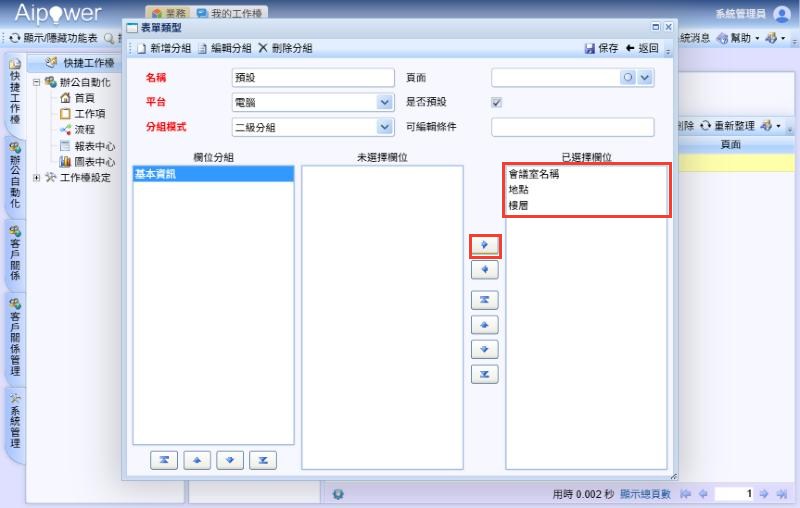 Aipower
業務
我的工作檯
系統管理員
顯示/隱藏功能表
統消息
幫助
快捷工作檯
辦公自動化
客戶關係
客戶關係管理
系統管理
快捷工作檯
辦公自動化
首頁
工作項
流程
報表中心
圖表中心
工作檯設定
表單類型
新增分組
編輯分組
刪除分組
保存
返回
名稱
預設
頁面
平台
電腦
是否預設
分組模式
二級分組
可編輯條件
欄位分組
未選擇欄位
已選擇欄位
基本資訊
會議室名稱
地點
樓層
刪除
重新整理
頁面
用時 0.002 秒
顯示總頁數
1